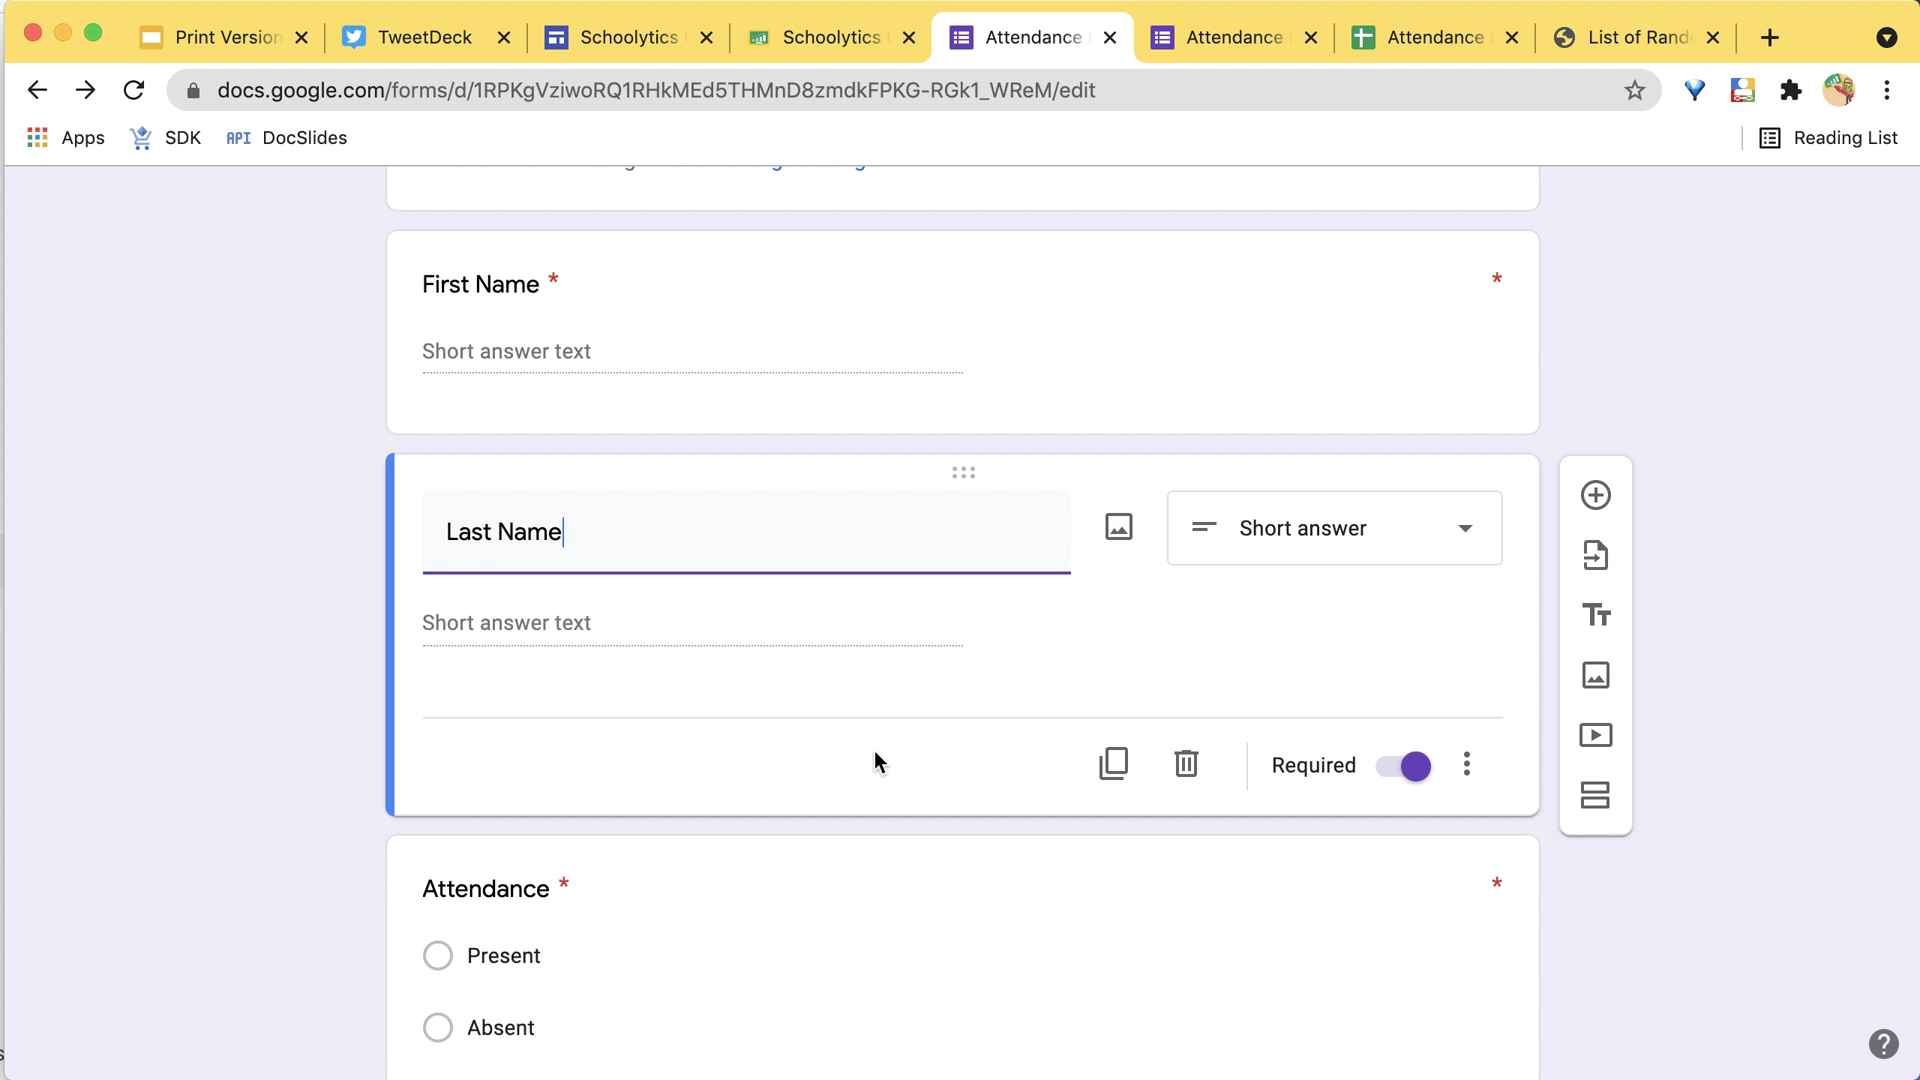 Print Version
TweetDeck
Schoolytics
Schoolytics
Attendance
Attendance
Attendance
List of Rand
docs.google.com/forms/d/1RPKgVziwoRQ1RHkMEd5THMnD8zmdkFPKG-RGk1_WReM/edit
Apps
SDK
API DocSlides
Reading List
First Name *
*
Short answer text
Last Name
Short answer
Short answer text
Required
Attendance *
*
Present
Absent